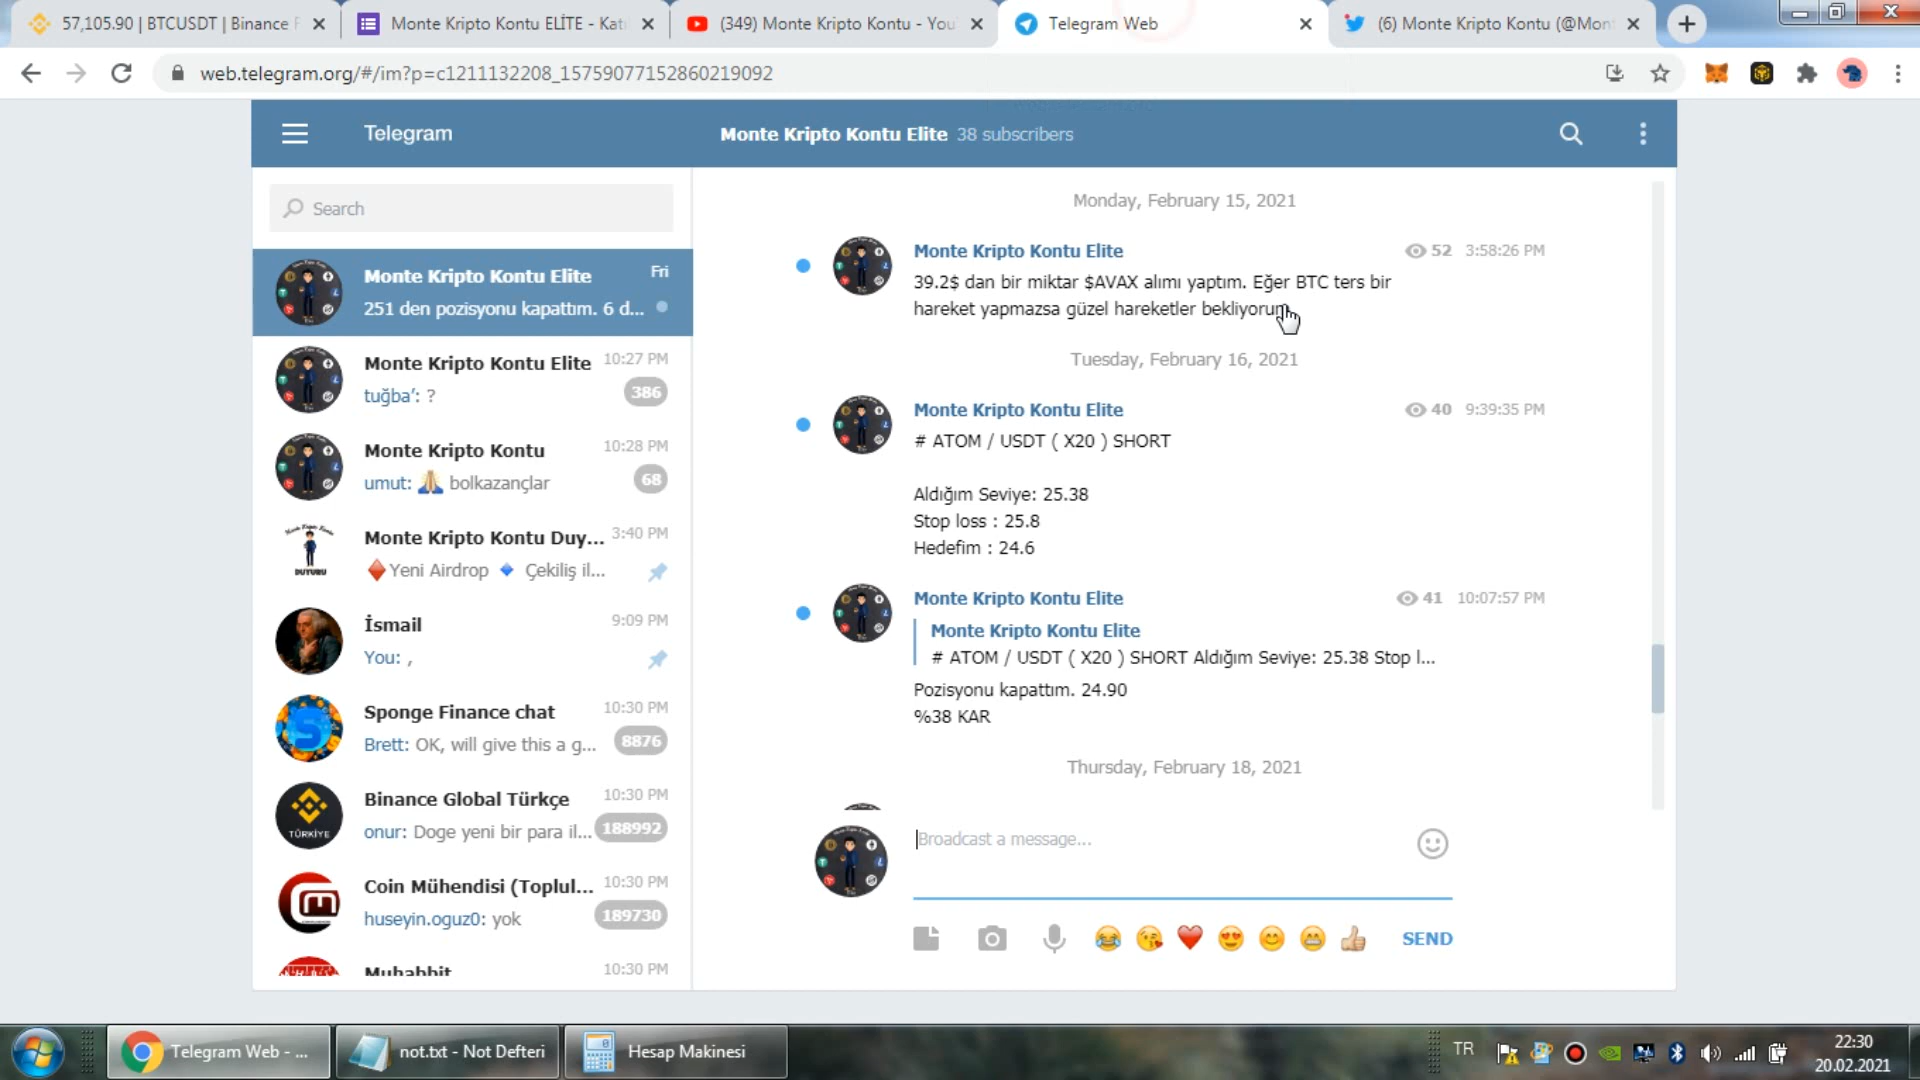 57,105.90 | BTCUSDT | Binance F
Monte Kripto Kontu ELİTE - Katı
(349) Monte Kripto Kontu - You
Telegram Web
(6) Monte Kripto Kontu (@Mon
web.telegram.org/#/im?p=c1211132208_15759077152860219092
Telegram
Monte Kripto Kontu Elite 38 subscribers
Search
Monte Kripto Kontu Elite Fri
251 den pozisyonu kapattım. 6 d...
Monte Kripto Kontu Elite 10:27 PM
tuğba’: ? 386
Monte Kripto Kontu 10:28 PM
umut: 🙏 bolkazançlar 68
Monte Kripto Kontu Duy... 3:40 PM
DUYURU
♦Yeni Airdrop 🔹 Çekiliş il...
İsmail 9:09 PM
You: ,
Sponge Finance chat 10:30 PM
Brett: OK, will give this a g... 8876
Binance Global Türkçe 10:30 PM
TÜRKİYE
onur: Doge yeni bir para il... 188992
Coin Mühendisi (Toplul... 10:30 PM
huseyin.oguz0: yok 189730
Muhabbit 10:30 PM
Monday, February 15, 2021
Monte Kripto Kontu Elite 52 3:58:26 PM
39.2$ dan bir miktar $AVAX alımı yaptım. Eğer BTC ters bir
hareket yapmazsa güzel hareketler bekliyorum
Tuesday, February 16, 2021
Monte Kripto Kontu Elite 40 9:39:35 PM
# ATOM / USDT ( X20 ) SHORT
Aldığım Seviye: 25.38
Stop loss : 25.8
Hedefim : 24.6
Monte Kripto Kontu Elite 41 10:07:57 PM
Monte Kripto Kontu Elite
# ATOM / USDT ( X20 ) SHORT Aldığım Seviye: 25.38 Stop l...
Pozisyonu kapattım. 24.90
%38 KAR
Thursday, February 18, 2021
Broadcast a message...
SEND
Telegram Web - ...
not.txt - Not Defteri
Hesap Makinesi
TR
22:30
20.02.2021